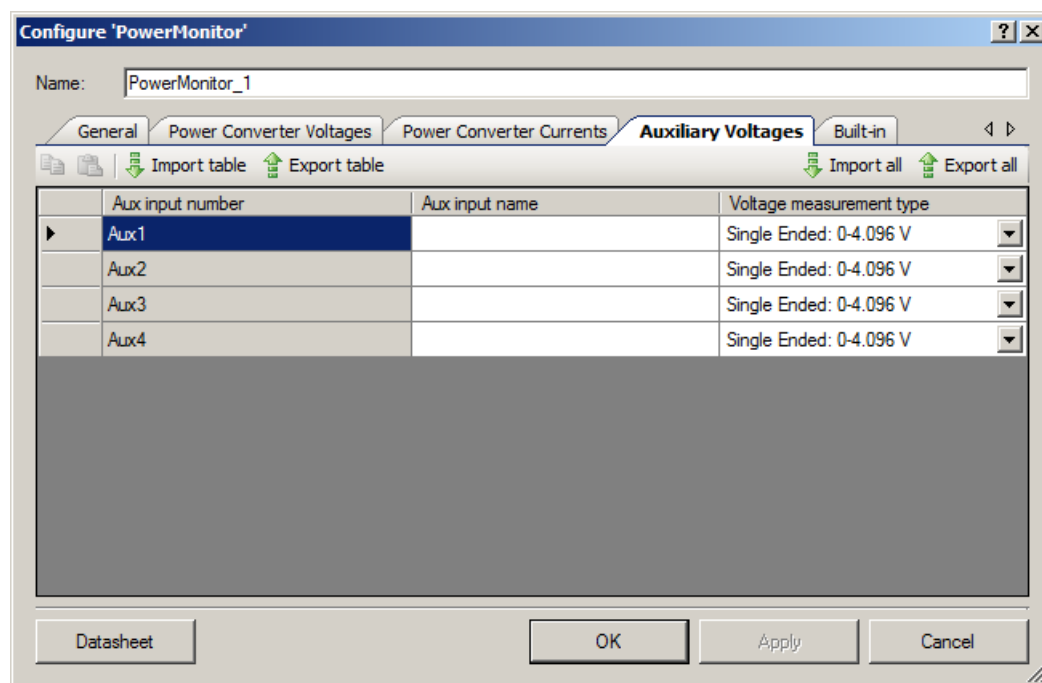 Configure 'PowerMonitor'
Name: PowerMonitor_1
General Power Converter Voltages Power Converter Currents Auxiliary Voltages Built-in
Import table Export table Import all Export all
Aux input number Aux input name Voltage measurement type
Aux1 Single Ended: 0-4.096 V
Aux2 Single Ended: 0-4.096 V
Aux3 Single Ended: 0-4.096 V
Aux4 Single Ended: 0-4.096 V
Datasheet OK Apply Cancel